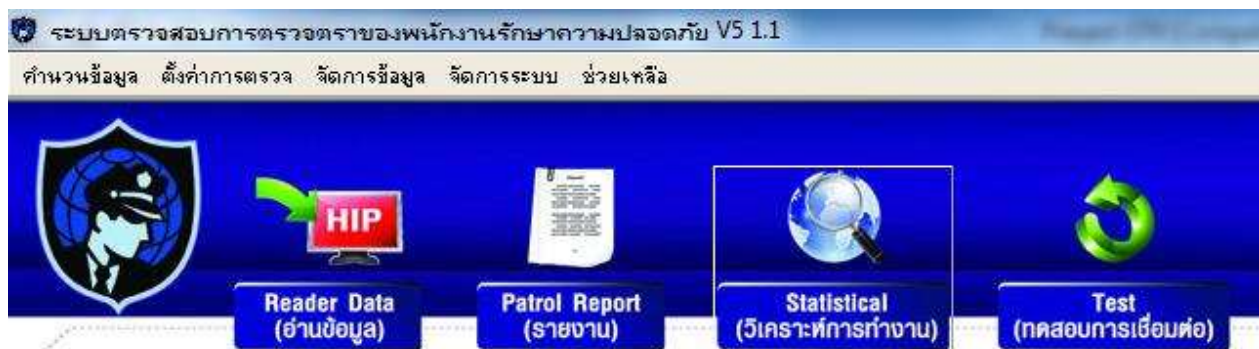 ระบบตรวจสอบการตรวจตราของพนักงานรักษาความปลอดภัย V5 1.1
คำนวนข้อมูล ตั้งค่าการตรวจ จัดการข้อมูล จัดการระบบ ช่วยเหลือ
HIP
Reader Data
(อ่านข้อมูล)
Patrol Report
(รายงาน)
Statistical
(วิเคราะห์การทำงาน)
Test
(ทดสอบการเชื่อมต่อ)